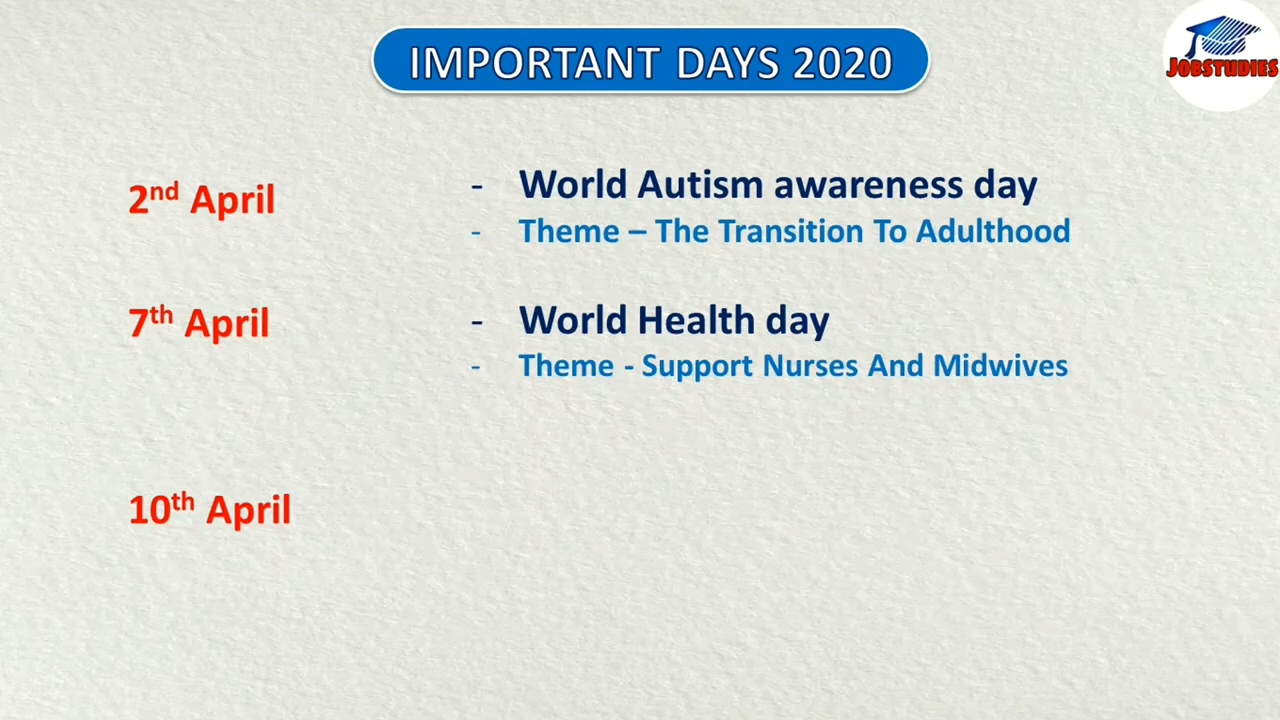 IMPORTANT DAYS 2020
JOBSTUDIES
2nd April
- World Autism awareness day
- Theme – The Transition To Adulthood
7th April
- World Health day
- Theme - Support Nurses And Midwives
10th April